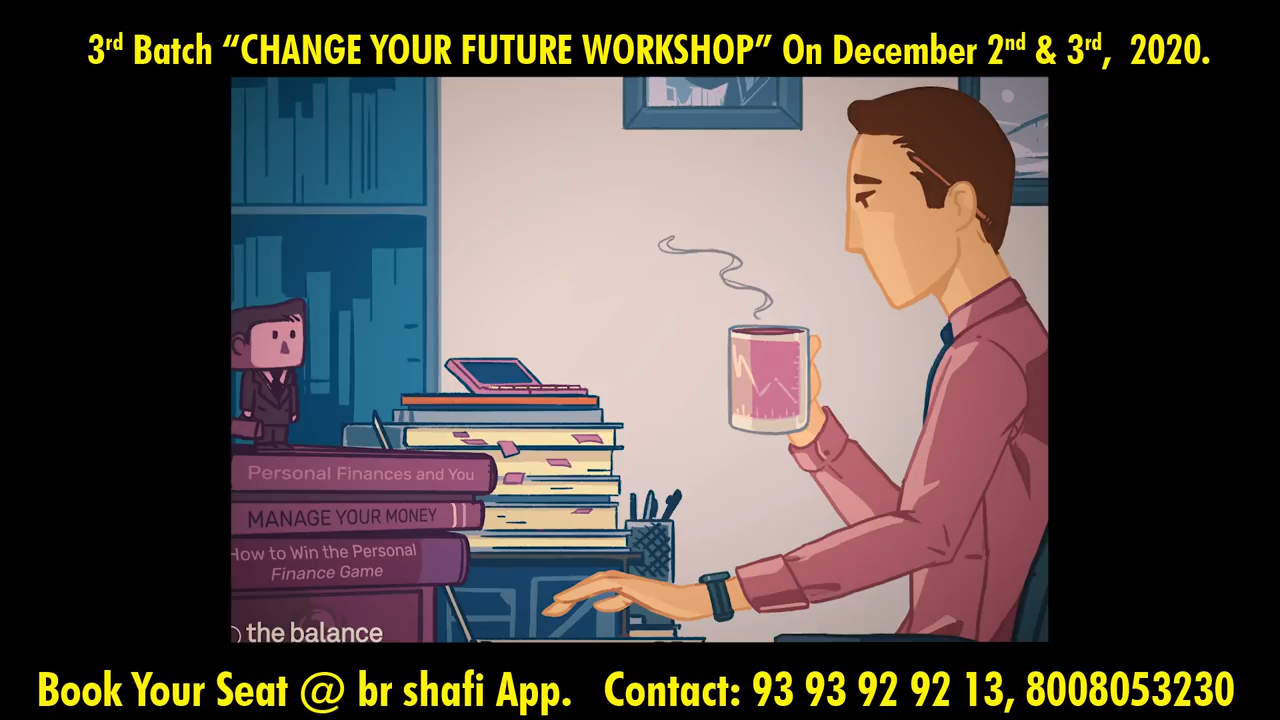 3rd Batch “CHANGE YOUR FUTURE WORKSHOP” On December 2nd & 3rd, 2020.
Personal Finances and You
MANAGE YOUR MONEY
How to Win the Personal
Finance Game
the balance
Book Your Seat @ br shafi App. Contact: 93 93 92 92 13, 8008053230